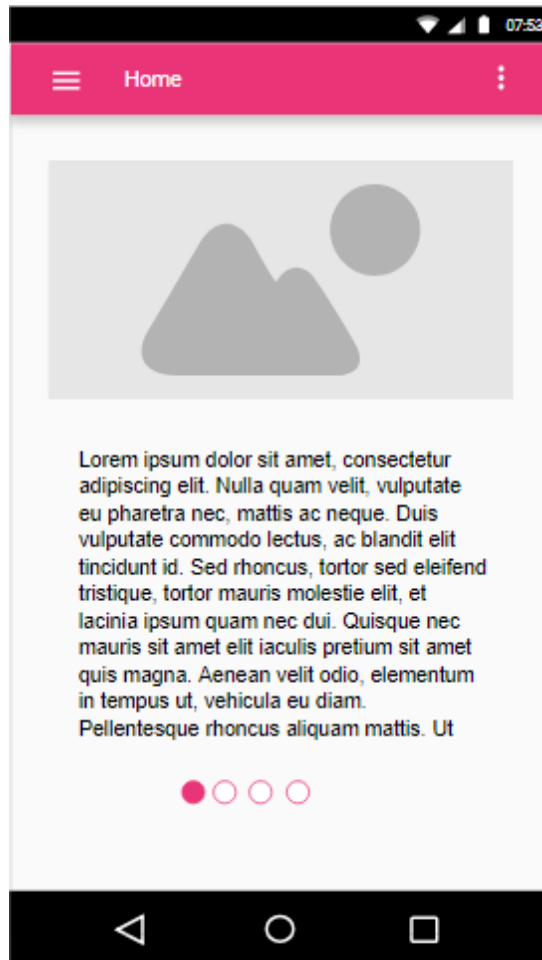 07:53
Home
Lorem ipsum dolor sit amet, consectetur
adipiscing elit. Nulla quam velit, vulputate
eu pharetra nec, mattis ac neque. Duis
vulputate commodo lectus, ac blandit elit
tincidunt id. Sed rhoncus, tortor sed eleifend
tristique, tortor mauris molestie elit, et
lacinia ipsum quam nec dui. Quisque nec
mauris sit amet elit iaculis pretium sit amet
quis magna. Aenean velit odio, elementum
in tempus ut, vehicula eu diam.
Pellentesque rhoncus aliquam mattis. Ut